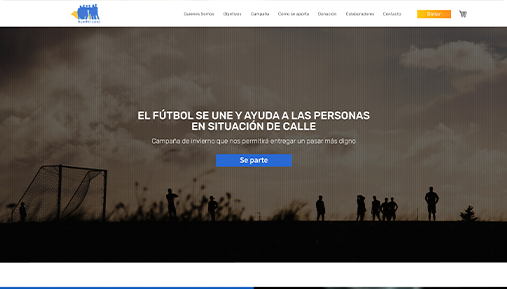 Quienes Somos
Objetivos
Campaña
Como se aporta
Donación
Colaboradores
Contacto
Donar
EL FÚTBOL SE UNE Y AYUDA A LAS PERSONAS
EN SITUACIÓN DE CALLE
Campaña de invierno que nos permitirá entregar un pasar más digno
Se parte